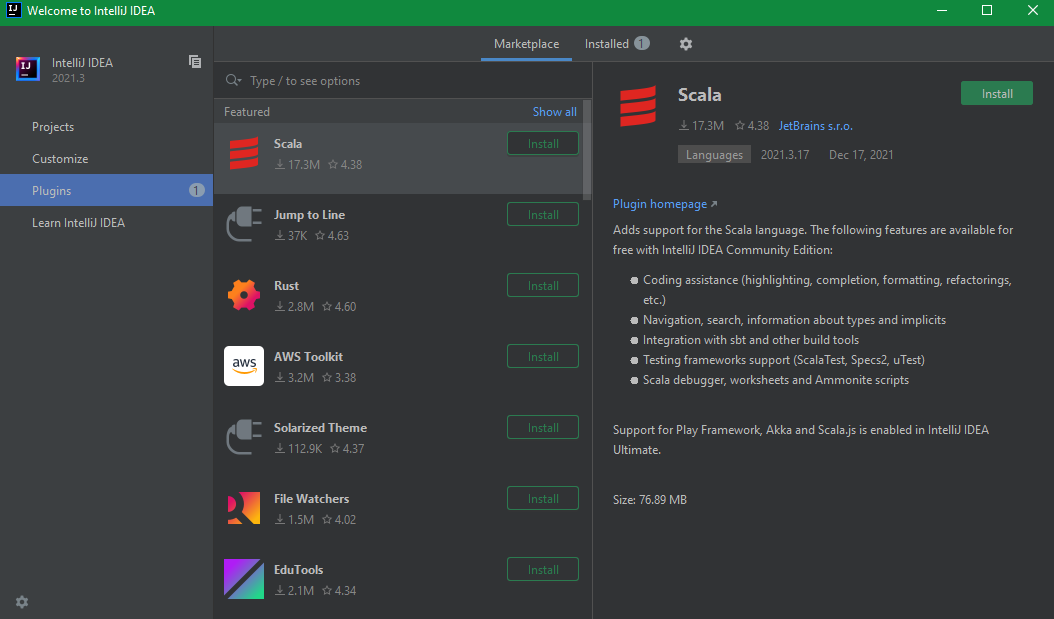 IJ
Welcome to IntelliJ IDEA
IJ
IntelliJ IDEA
2021.3
Projects
Customize
Plugins 1
Learn IntelliJ IDEA
Marketplace Installed 1
Type / to see options
Featured Show all
Scala Install
17.3M 4.38
Jump to Line Install
37K 4.63
Rust Install
2.8M 4.60
aws
AWS Toolkit Install
3.2M 3.38
Solarized Theme Install
112.9K 4.37
File Watchers Install
1.5M 4.02
EduTools Install
2.1M 4.34
Scala Install
17.3M 4.38 JetBrains s.r.o.
Languages 2021.3.17 Dec 17, 2021
Plugin homepage ↗
Adds support for the Scala language. The following features are available for
free with IntelliJ IDEA Community Edition:
● Coding assistance (highlighting, completion, formatting, refactorings,
etc.)
● Navigation, search, information about types and implicits
● Integration with sbt and other build tools
● Testing frameworks support (ScalaTest, Specs2, uTest)
● Scala debugger, worksheets and Ammonite scripts
Support for Play Framework, Akka and Scala.js is enabled in IntelliJ IDEA
Ultimate.
Size: 76.89 MB